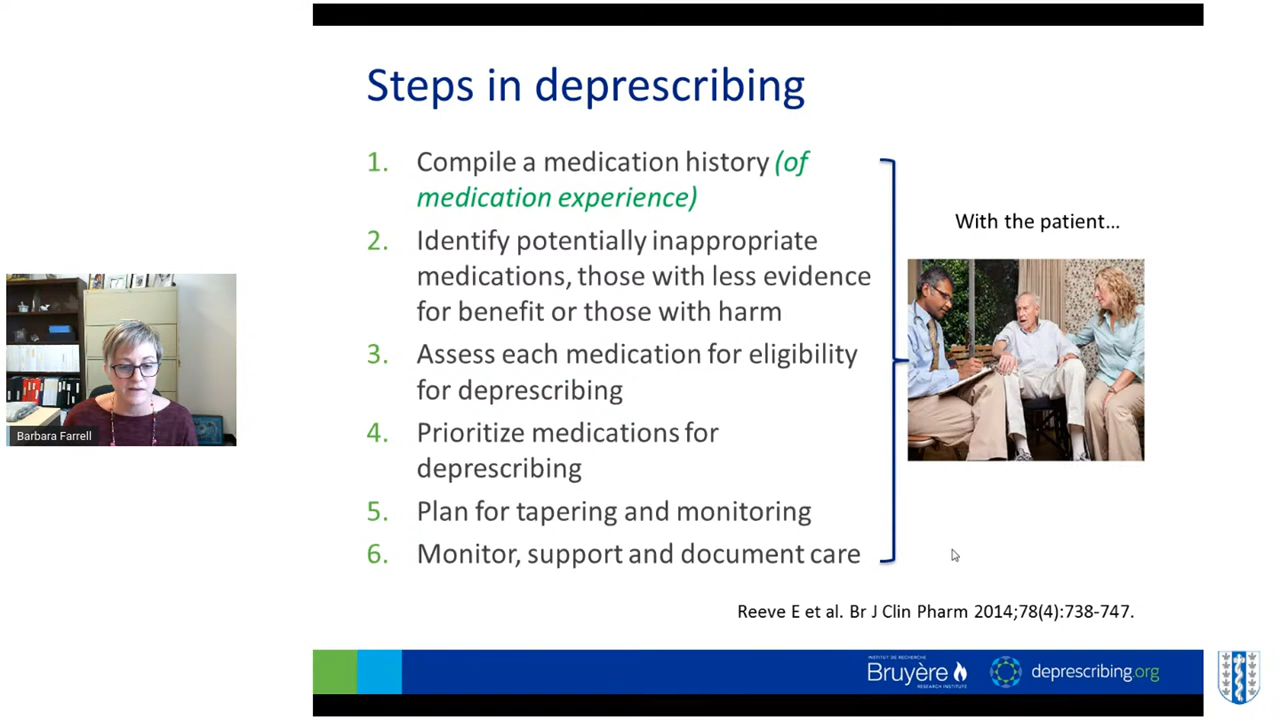 Steps in deprescribing
1. Compile a medication history (of
medication experience)
2. Identify potentially inappropriate
medications, those with less evidence
for benefit or those with harm
3. Assess each medication for eligibility
for deprescribing
4. Prioritize medications for
deprescribing
5. Plan for tapering and monitoring
6. Monitor, support and document care
With the patient...
Barbara Farrell
Reeve E et al. Br J Clin Pharm 2014;78(4):738-747.
INSTITUT DE RECHERCHE
Bruyère
RESEARCH INSTITUTE
deprescribing.org